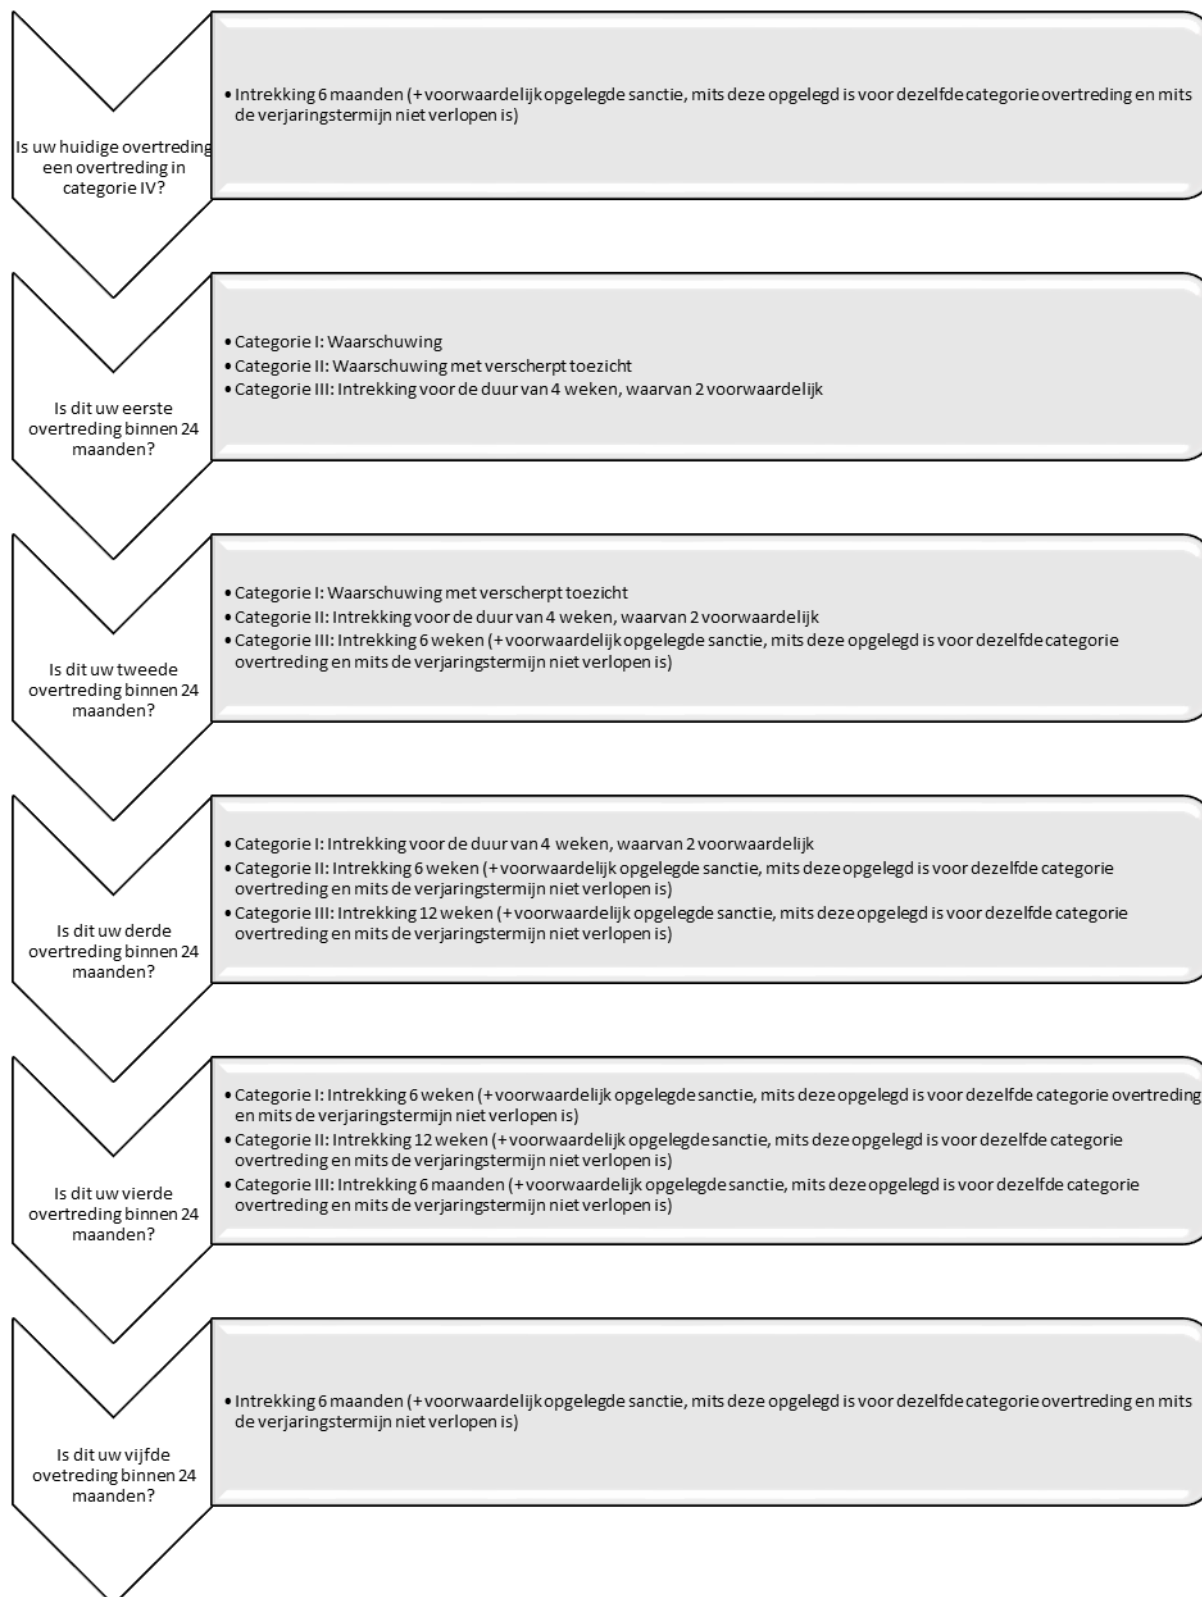 Is uw huidige overtreding
een overtreding in
categorie IV?
• Intrekking 6 maanden (+ voorwaardelijk opgelegde sanctie, mits deze opgelegd is voor dezelfde categorie overtreding en mits
de verjaringstermijn niet verlopen is)
Is dit uw eerste
overtreding binnen 24
maanden?
• Categorie I: Waarschuwing
• Categorie II: Waarschuwing met verscherpt toezicht
• Categorie III: Intrekking voor de duur van 4 weken, waarvan 2 voorwaardelijk
Is dit uw tweede
overtreding binnen 24
maanden?
• Categorie I: Waarschuwing met verscherpt toezicht
• Categorie II: Intrekking voor de duur van 4 weken, waarvan 2 voorwaardelijk
• Categorie III: Intrekking 6 weken (+ voorwaardelijk opgelegde sanctie, mits deze opgelegd is voor dezelfde categorie
overtreding en mits de verjaringstermijn niet verlopen is)
Is dit uw derde
overtreding binnen 24
maanden?
• Categorie I: Intrekking voor de duur van 4 weken, waarvan 2 voorwaardelijk
• Categorie II: Intrekking 6 weken (+ voorwaardelijk opgelegde sanctie, mits deze opgelegd is voor dezelfde categorie
overtreding en mits de verjaringstermijn niet verlopen is)
• Categorie III: Intrekking 12 weken (+ voorwaardelijk opgelegde sanctie, mits deze opgelegd is voor dezelfde categorie
overtreding en mits de verjaringstermijn niet verlopen is)
Is dit uw vierde
overtreding binnen 24
maanden?
• Categorie I: Intrekking 6 weken (+ voorwaardelijk opgelegde sanctie, mits deze opgelegd is voor dezelfde categorie overtreding
en mits de verjaringstermijn niet verlopen is)
• Categorie II: Intrekking 12 weken (+ voorwaardelijk opgelegde sanctie, mits deze opgelegd is voor dezelfde categorie
overtreding en mits de verjaringstermijn niet verlopen is)
• Categorie III: Intrekking 6 maanden (+ voorwaardelijk opgelegde sanctie, mits deze opgelegd is voor dezelfde categorie
overtreding en mits de verjaringstermijn niet verlopen is)
Is dit uw vijfde
ovetreding binnen 24
maanden?
• Intrekking 6 maanden (+ voorwaardelijk opgelegde sanctie, mits deze opgelegd is voor dezelfde categorie overtreding en mits
de verjaringstermijn niet verlopen is)